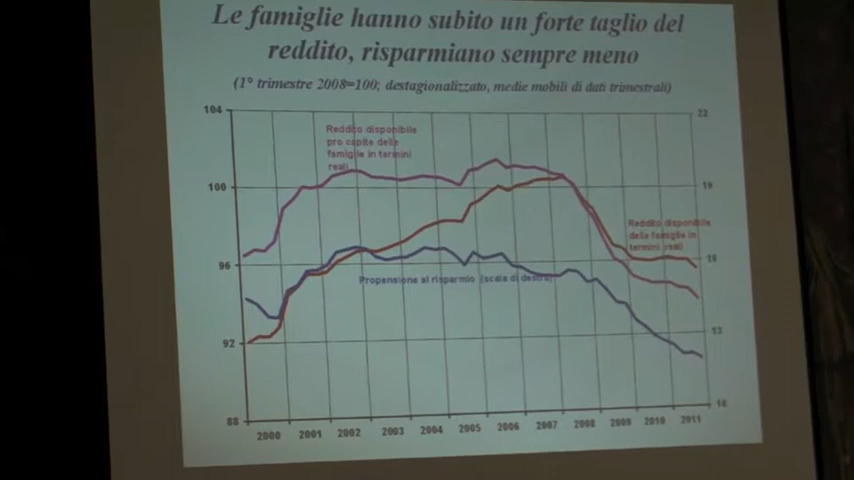 Le famiglie hanno subito un forte taglio del
reddito, risparmiano sempre meno
(1° trimestre 2008=100; destagionalizzato, medie mobili di dati trimestrali)
104
22
Reddito disponibile
pro capite delle
famiglie in termini
reali
100
19
Reddito disponibile
delle famiglie in
termini reali
96
16
Propensione al risparmio (scala di destra)
92
13
88
10
2000 2001 2002 2003 2004 2005 2006 2007 2008 2009 2010 2011